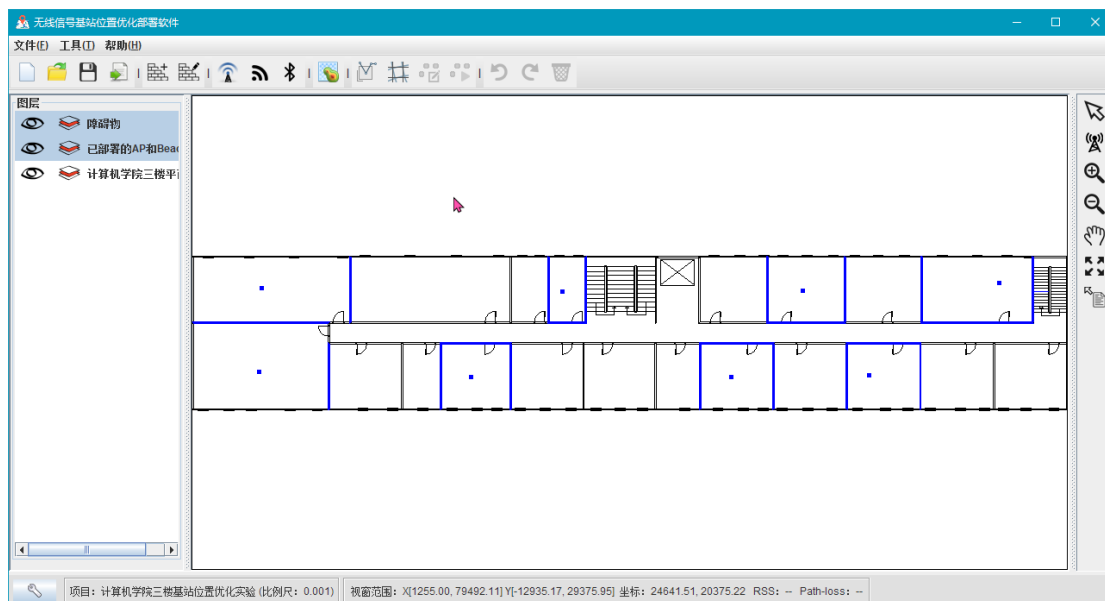 无线信号基站位置优化部署软件
文件(F) 工具(T) 帮助(H)
图层
障碍物
已部署的AP和Bea
计算机学院三楼平
项目：计算机学院三楼基站位置优化实验 (比例尺：0.001) 视窗范围：X[1255.00, 79492.11] Y[-12935.17, 29375.95] 坐标：24641.51, 20375.22 RSS: -- Path-loss: --